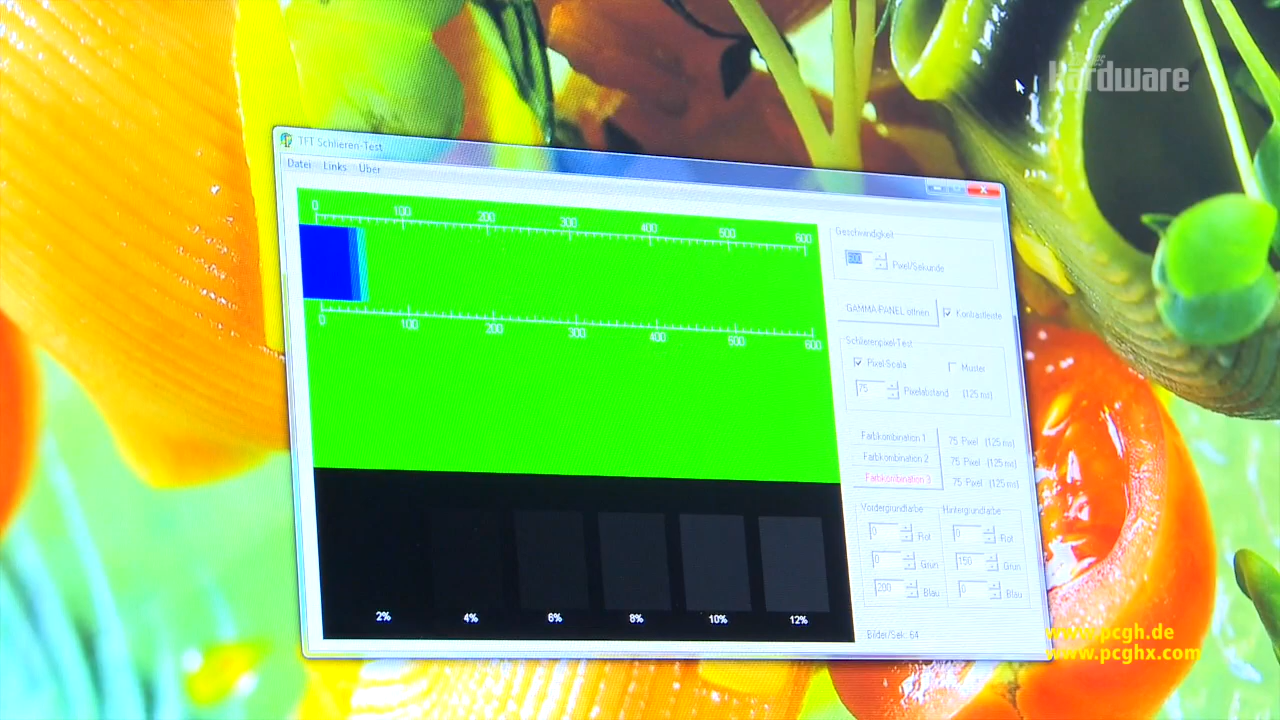 hardware
TFT Schlieren-Test
Datei Links Über
0 100 200 300 400 500 600
0 100 200 300 400 500 600
Geschwindigkeit
600 Pixel/Sekunde
GAMMA-PANEL öffnen Kontrastleiste
Schlierenpixel-Test
Pixel-Scala Muster
75 Pixelabstand (125 ms)
Farbkombination 1 75 Pixel (125 ms)
Farbkombination 2 75 Pixel (125 ms)
Farbkombination 3 75 Pixel (125 ms)
Vordergrundfarbe Hintergrundfarbe
0 Rot 0 Rot
0 Grün 150 Grün
200 Blau 0 Blau
2% 4% 6% 8% 10% 12%
Bilder/Sek.: 64
www.pcgh.de
www.pcghx.com